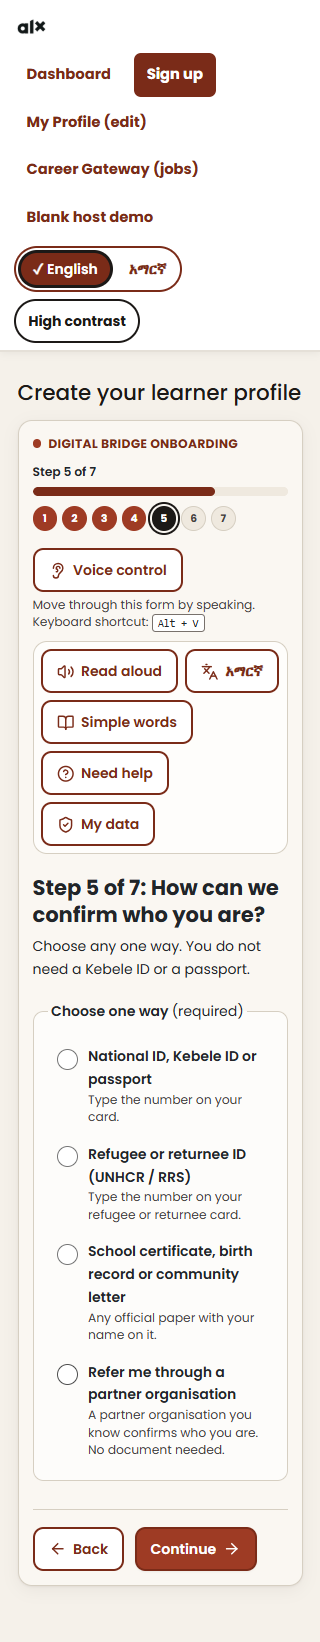 alx
Dashboard
Sign up
My Profile (edit)
Career Gateway (jobs)
Blank host demo
✓ English
አማርኛ
High contrast
Create your learner profile
DIGITAL BRIDGE ONBOARDING
Step 5 of 7
1 2 3 4 5 6 7
Voice control
Move through this form by speaking.
Keyboard shortcut: Alt + V
Read aloud
አማርኛ
Simple words
Need help
My data
Step 5 of 7: How can we
confirm who you are?
Choose any one way. You do not
need a Kebele ID or a passport.
Choose one way (required)
National ID, Kebele ID or
passport
Type the number on your
card.
Refugee or returnee ID
(UNHCR / RRS)
Type the number on your
refugee or returnee card.
School certificate, birth
record or community
letter
Any official paper with your
name on it.
Refer me through a
partner organisation
A partner organisation you
know confirms who you are.
No document needed.
← Back
Continue →